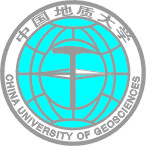 中国地质大学
CHINA UNIVERSITY OF GEOSCIENCES